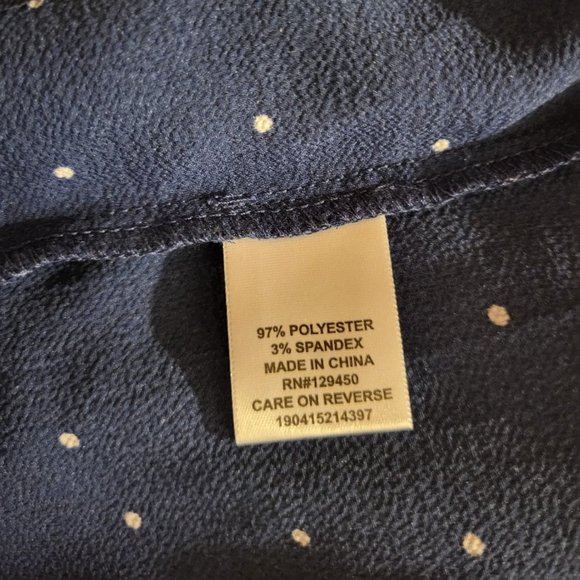 97% POLYESTER
3% SPANDEX
MADE IN CHINA
RN#129450
CARE ON REVERSE
190415214397